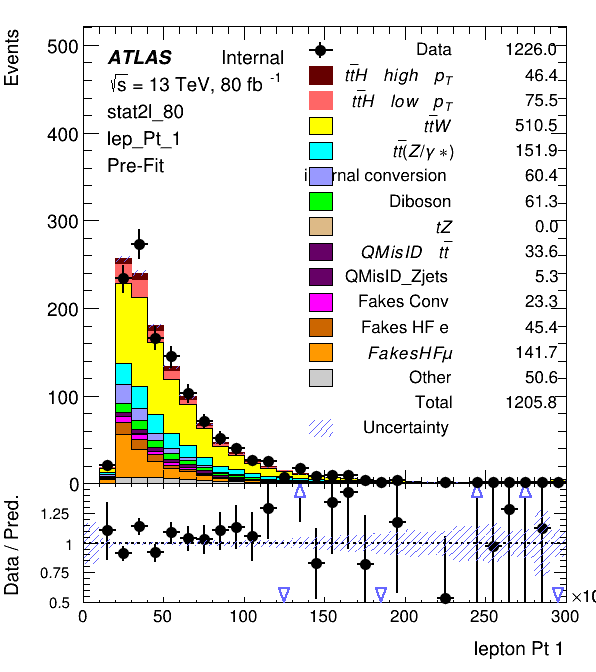 Events
500
400
300
200
100
0
ATLAS Internal
√s = 13 TeV, 80 fb⁻¹
stat2l_80
lep_Pt_1
Pre-Fit
Data 1226.0
tt̄H high p_T 46.4
tt̄H low p_T 75.5
tt̄W 510.5
tt̄(Z/γ*) 151.9
conversion 60.4
Diboson 61.3
tZ 0.0
QMisID tt̄ 33.6
QMisID_Zjets 5.3
Fakes Conv 23.3
Fakes HF e 45.4
FakesHFμ 141.7
Other 50.6
Total 1205.8
Uncertainty
Data / Pred.
1.25
1
0.75
0.5
0 50 100 150 200 250 300
lepton Pt 1